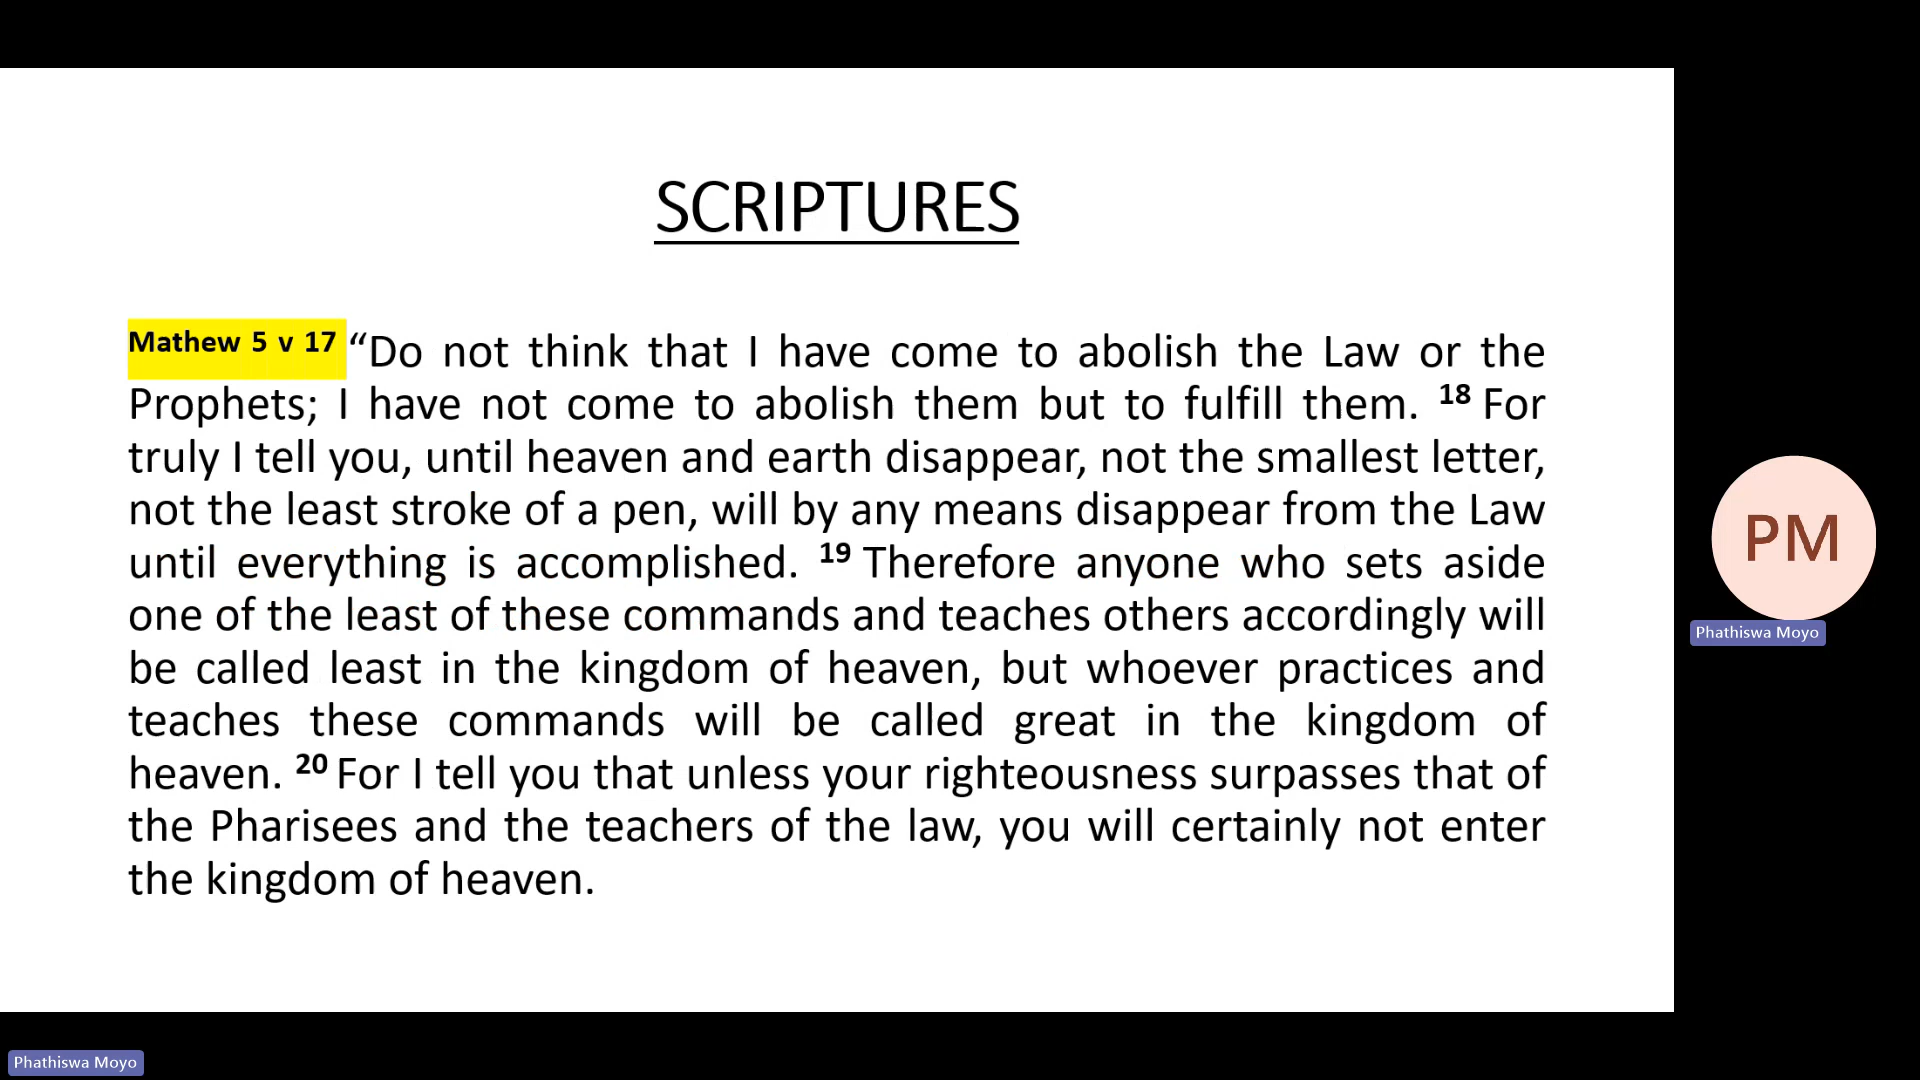 SCRIPTURES
Mathew 5 v 17 “Do not think that I have come to abolish the Law or the
Prophets; I have not come to abolish them but to fulfill them. 18 For
truly I tell you, until heaven and earth disappear, not the smallest letter,
not the least stroke of a pen, will by any means disappear from the Law
until everything is accomplished. 19 Therefore anyone who sets aside
one of the least of these commands and teaches others accordingly will
be called least in the kingdom of heaven, but whoever practices and
teaches these commands will be called great in the kingdom of
heaven. 20 For I tell you that unless your righteousness surpasses that of
the Pharisees and the teachers of the law, you will certainly not enter
the kingdom of heaven.
PM
Phathiswa Moyo
Phathiswa Moyo